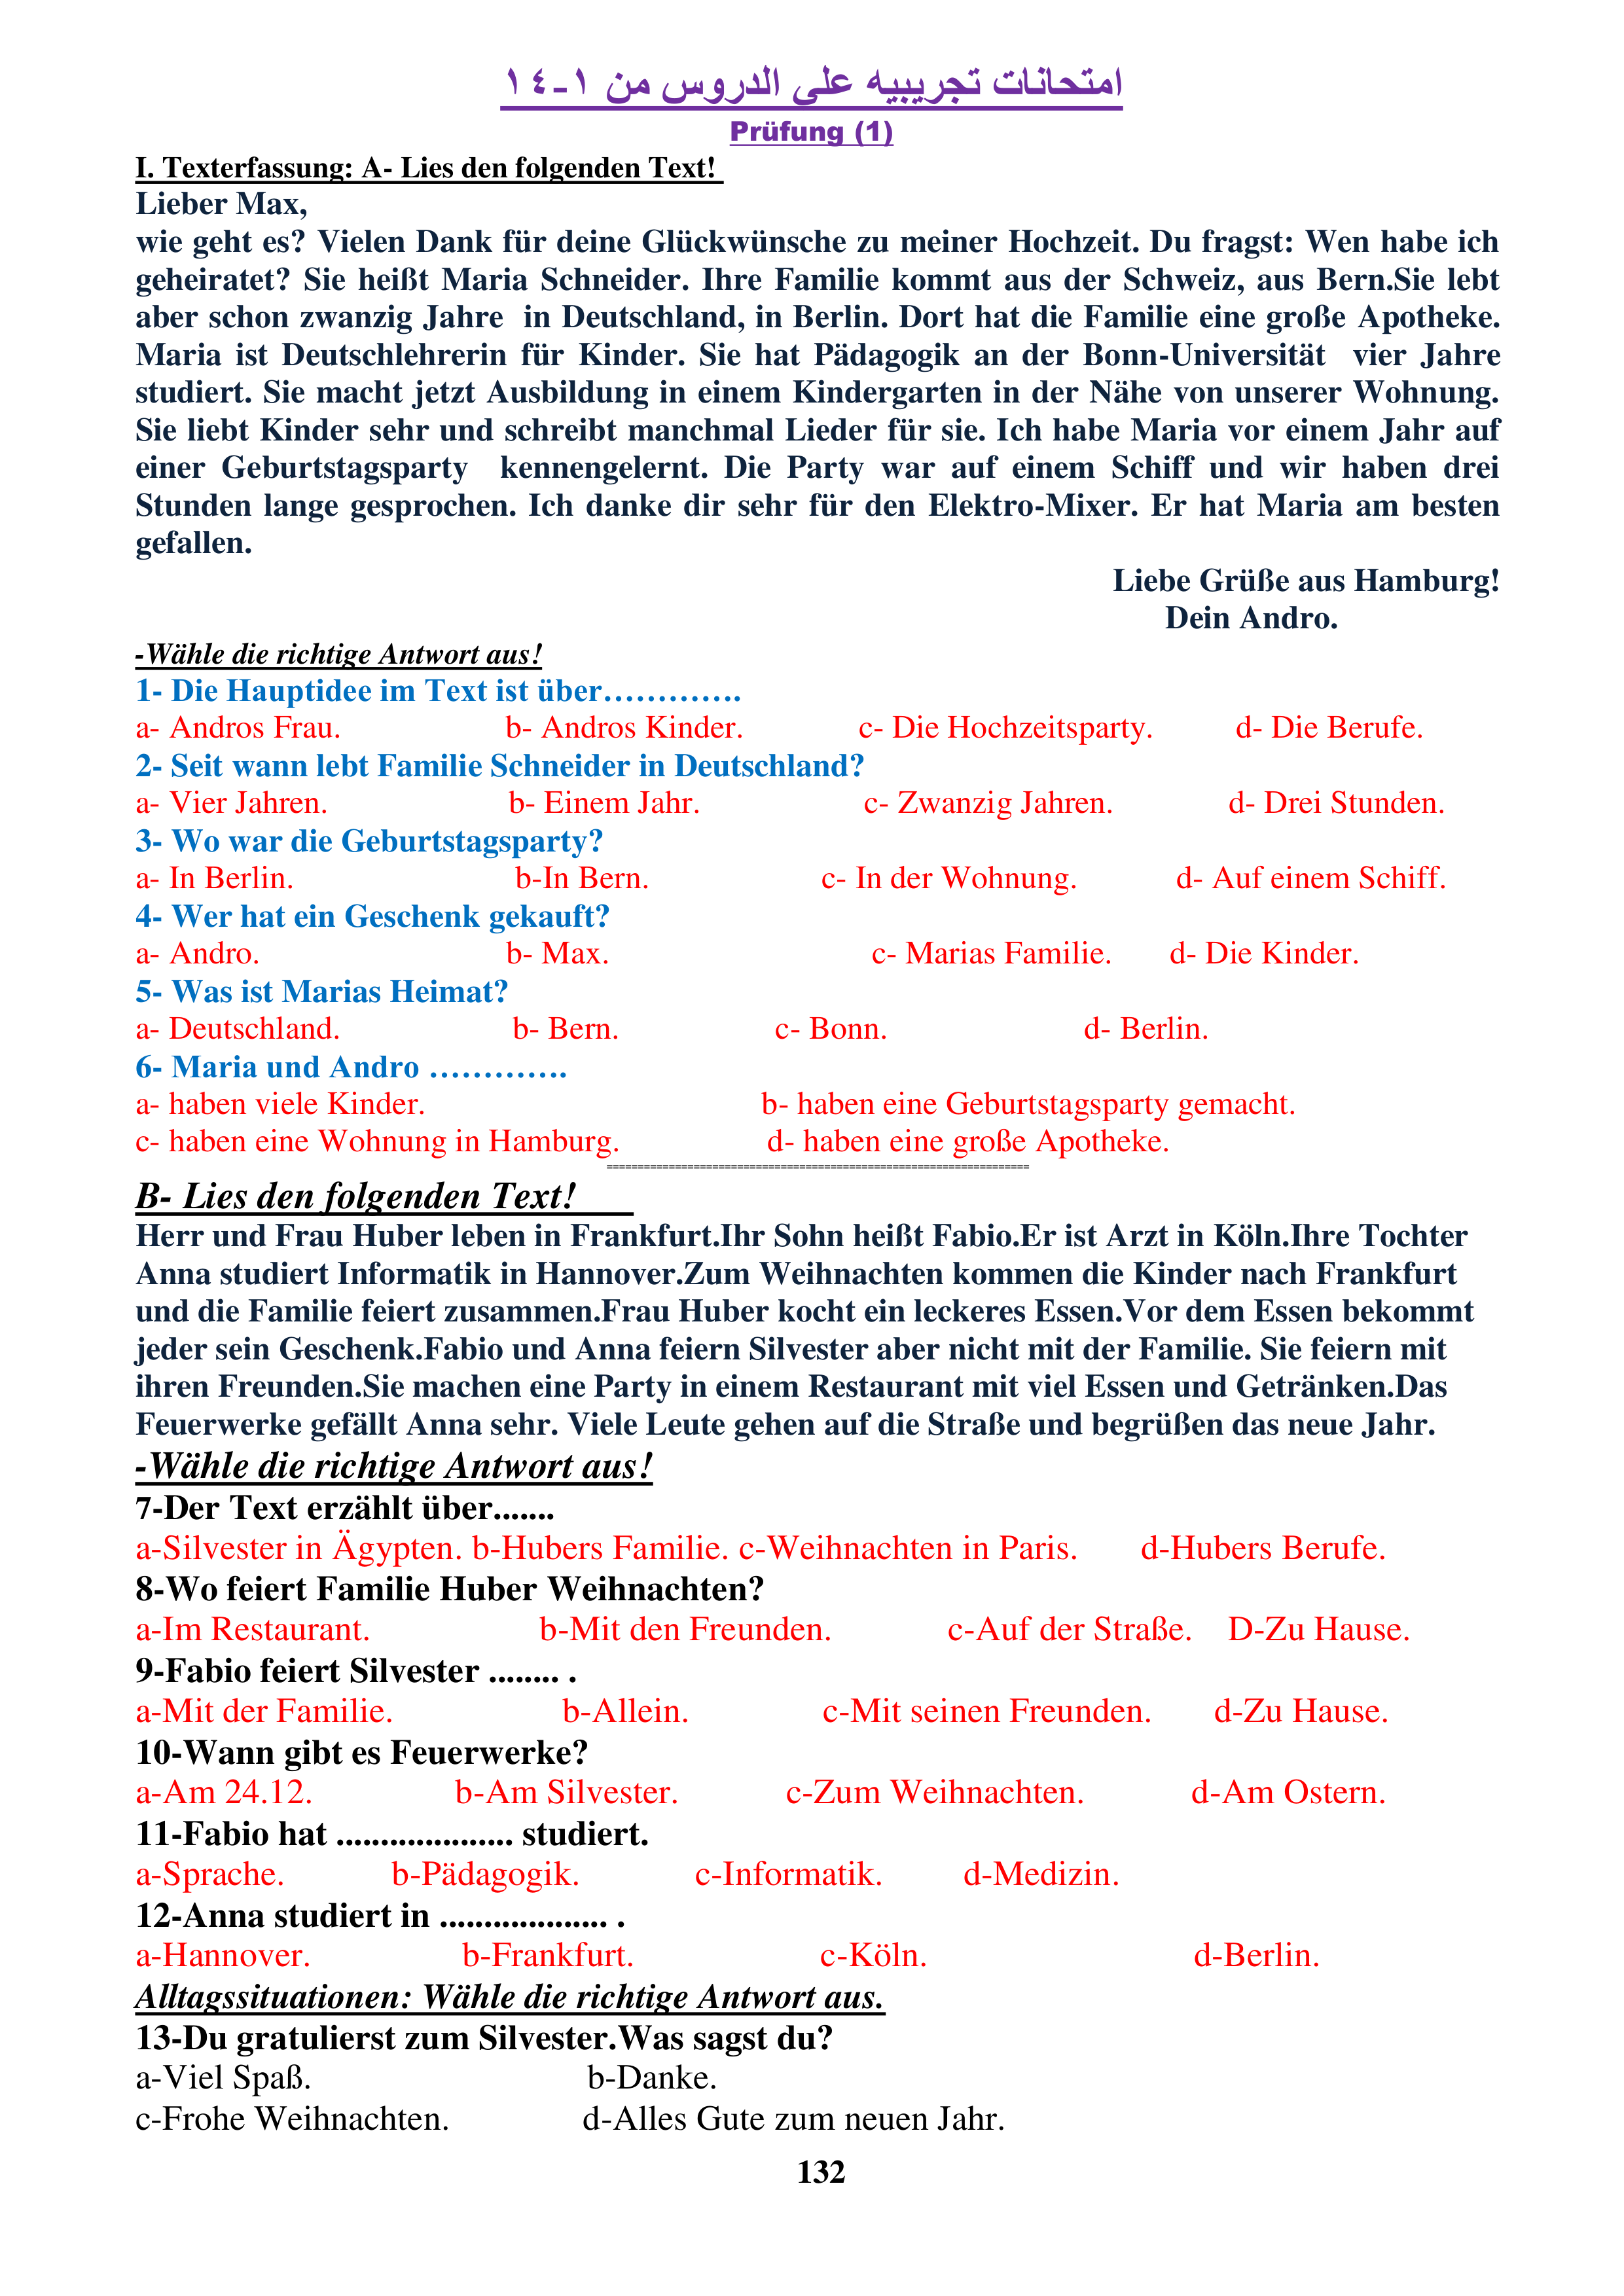 امتحانات تجريبيه على الدروس من ١-١٤
Prüfung (1)
I. Texterfassung: A- Lies den folgenden Text!
Lieber Max,
wie geht es? Vielen Dank für deine Glückwünsche zu meiner Hochzeit. Du fragst: Wen habe ich
geheiratet? Sie heißt Maria Schneider. Ihre Familie kommt aus der Schweiz, aus Bern.Sie lebt
aber schon zwanzig Jahre in Deutschland, in Berlin. Dort hat die Familie eine große Apotheke.
Maria ist Deutschlehrerin für Kinder. Sie hat Pädagogik an der Bonn-Universität vier Jahre
studiert. Sie macht jetzt Ausbildung in einem Kindergarten in der Nähe von unserer Wohnung.
Sie liebt Kinder sehr und schreibt manchmal Lieder für sie. Ich habe Maria vor einem Jahr auf
einer Geburtstagsparty kennengelernt. Die Party war auf einem Schiff und wir haben drei
Stunden lange gesprochen. Ich danke dir sehr für den Elektro-Mixer. Er hat Maria am besten
gefallen.
Liebe Grüße aus Hamburg!
Dein Andro.
-Wähle die richtige Antwort aus!
1- Die Hauptidee im Text ist über………….
a- Andros Frau. b- Andros Kinder. c- Die Hochzeitsparty. d- Die Berufe.
2- Seit wann lebt Familie Schneider in Deutschland?
a- Vier Jahren. b- Einem Jahr. c- Zwanzig Jahren. d- Drei Stunden.
3- Wo war die Geburtstagsparty?
a- In Berlin. b-In Bern. c- In der Wohnung. d- Auf einem Schiff.
4- Wer hat ein Geschenk gekauft?
a- Andro. b- Max. c- Marias Familie. d- Die Kinder.
5- Was ist Marias Heimat?
a- Deutschland. b- Bern. c- Bonn. d- Berlin.
6- Maria und Andro ………….
a- haben viele Kinder. b- haben eine Geburtstagsparty gemacht.
c- haben eine Wohnung in Hamburg. d- haben eine große Apotheke.
====================================================================
B- Lies den folgenden Text!
Herr und Frau Huber leben in Frankfurt.Ihr Sohn heißt Fabio.Er ist Arzt in Köln.Ihre Tochter
Anna studiert Informatik in Hannover.Zum Weihnachten kommen die Kinder nach Frankfurt
und die Familie feiert zusammen.Frau Huber kocht ein leckeres Essen.Vor dem Essen bekommt
jeder sein Geschenk.Fabio und Anna feiern Silvester aber nicht mit der Familie. Sie feiern mit
ihren Freunden.Sie machen eine Party in einem Restaurant mit viel Essen und Getränken.Das
Feuerwerke gefällt Anna sehr. Viele Leute gehen auf die Straße und begrüßen das neue Jahr.
-Wähle die richtige Antwort aus!
7-Der Text erzählt über.......
a-Silvester in Ägypten. b-Hubers Familie. c-Weihnachten in Paris. d-Hubers Berufe.
8-Wo feiert Familie Huber Weihnachten?
a-Im Restaurant. b-Mit den Freunden. c-Auf der Straße. D-Zu Hause.
9-Fabio feiert Silvester ........ .
a-Mit der Familie. b-Allein. c-Mit seinen Freunden. d-Zu Hause.
10-Wann gibt es Feuerwerke?
a-Am 24.12. b-Am Silvester. c-Zum Weihnachten. d-Am Ostern.
11-Fabio hat .................... studiert.
a-Sprache. b-Pädagogik. c-Informatik. d-Medizin.
12-Anna studiert in ................... .
a-Hannover. b-Frankfurt. c-Köln. d-Berlin.
Alltagssituationen: Wähle die richtige Antwort aus.
13-Du gratulierst zum Silvester.Was sagst du?
a-Viel Spaß. b-Danke.
c-Frohe Weihnachten. d-Alles Gute zum neuen Jahr.
132